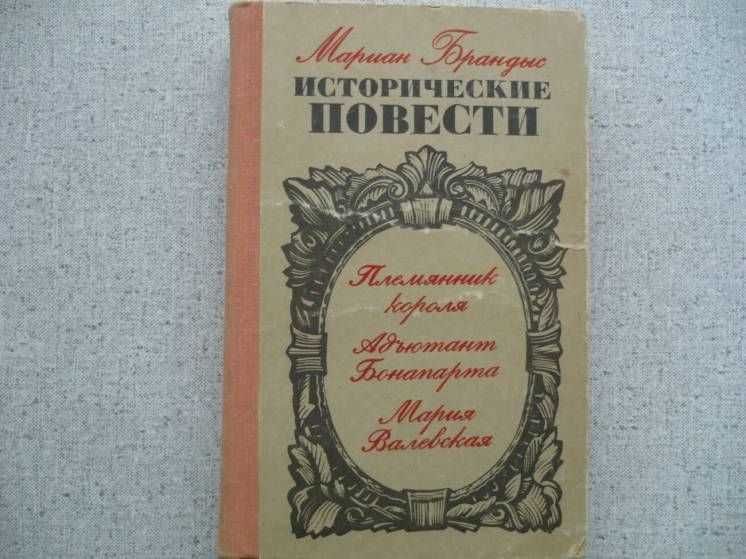 Мариан Брандыс
ИСТОРИЧЕСКИЕ
ПОВЕСТИ
Племянник
короля
Адъютант
Бонапарта
Мария
Валевская